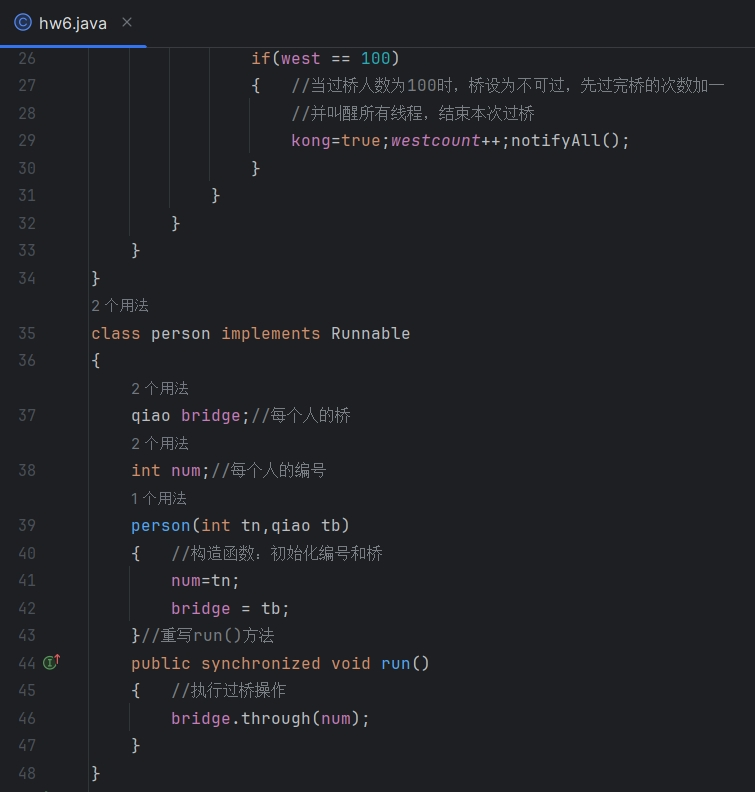 hw6.java
26 if(west == 100)
27 { //当过桥人数为100时，桥设为不可过，先过完桥的次数加一
28 //并叫醒所有线程，结束本次过桥
29 kong=true;westcount++;notifyAll();
30 }
31 }
32 }
33 }
34 }
2 个用法
35 class person implements Runnable
36 {
2 个用法
37 qiao bridge;//每个人的桥
2 个用法
38 int num;//每个人的编号
1 个用法
39 person(int tn,qiao tb)
40 { //构造函数：初始化编号和桥
41 num=tn;
42 bridge = tb;
43 }//重写run()方法
44 public synchronized void run()
45 { //执行过桥操作
46 bridge.through(num);
47 }
48 }